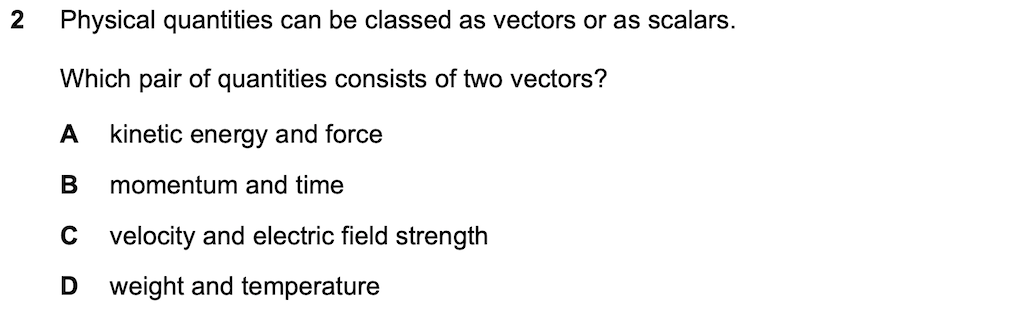 2 Physical quantities can be classed as vectors or as scalars.
Which pair of quantities consists of two vectors?
A kinetic energy and force
B momentum and time
C velocity and electric field strength
D weight and temperature